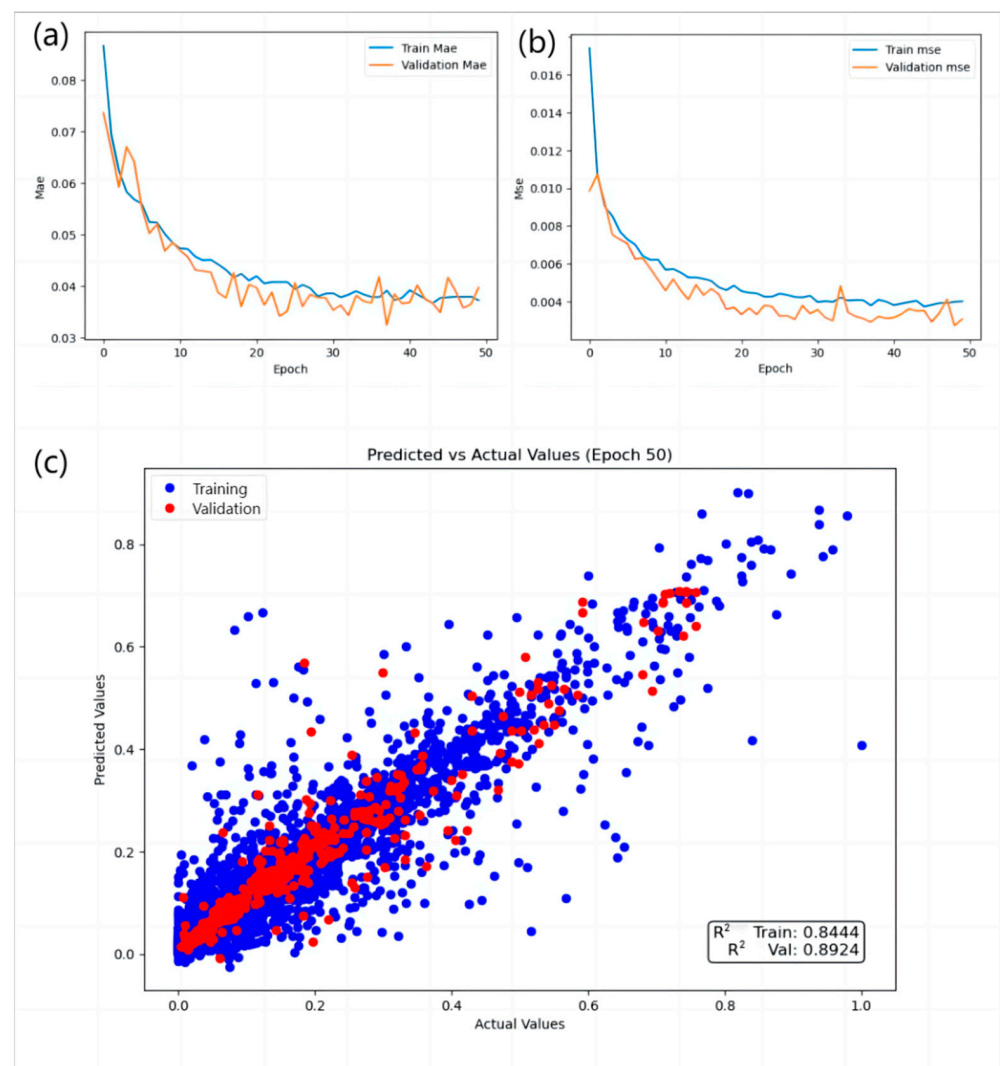 (a)
Train Mae
Validation Mae
0.08
0.07
0.06
0.05
0.04
0.03
Mae
0 10 20 30 40 50
Epoch
(b)
Train mse
Validation mse
0.016
0.014
0.012
0.010
0.008
0.006
0.004
Mse
0 10 20 30 40 50
Epoch
(c)
Predicted vs Actual Values (Epoch 50)
Training
Validation
0.8
0.6
0.4
0.2
0.0
Predicted Values
R² Train: 0.8444
R² Val: 0.8924
0.0 0.2 0.4 0.6 0.8 1.0
Actual Values